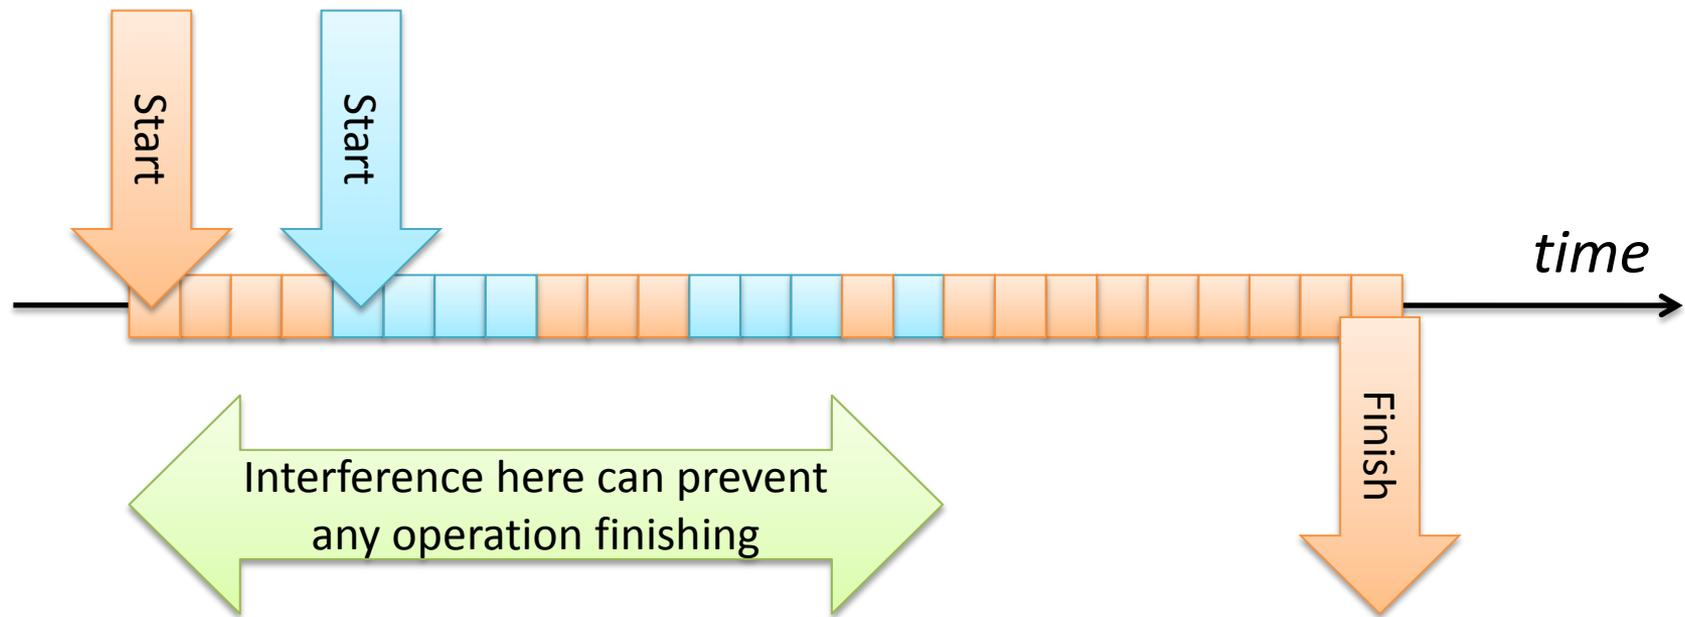 Start
Start
time
Interference here can prevent
any operation finishing
Finish